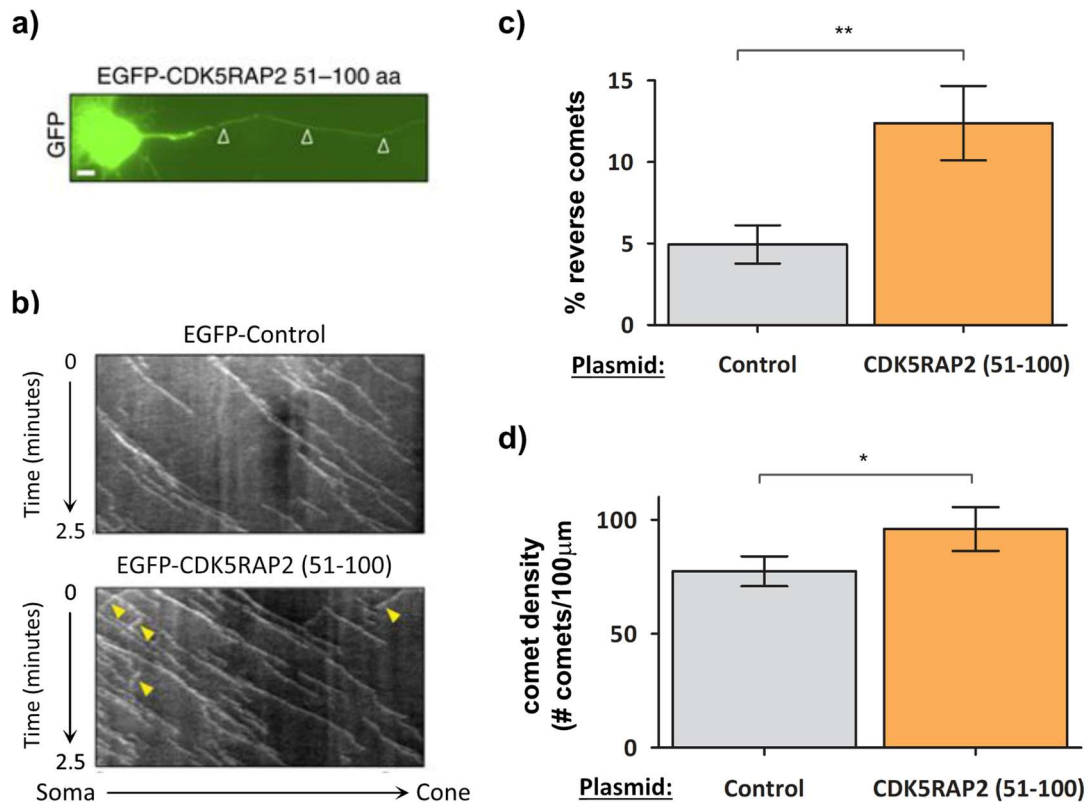 a)
EGFP-CDK5RAP2 51–100 aa
GFP
b)
EGFP-Control
0
Time (minutes)
2.5
EGFP-CDK5RAP2 (51-100)
0
Time (minutes)
2.5
Soma
Cone
c)
**
15
10
5
0
% reverse comets
Plasmid:
Control
CDK5RAP2 (51-100)
d)
*
100
50
0
comet density
(# comets/100μm
Plasmid:
Control
CDK5RAP2 (51-100)